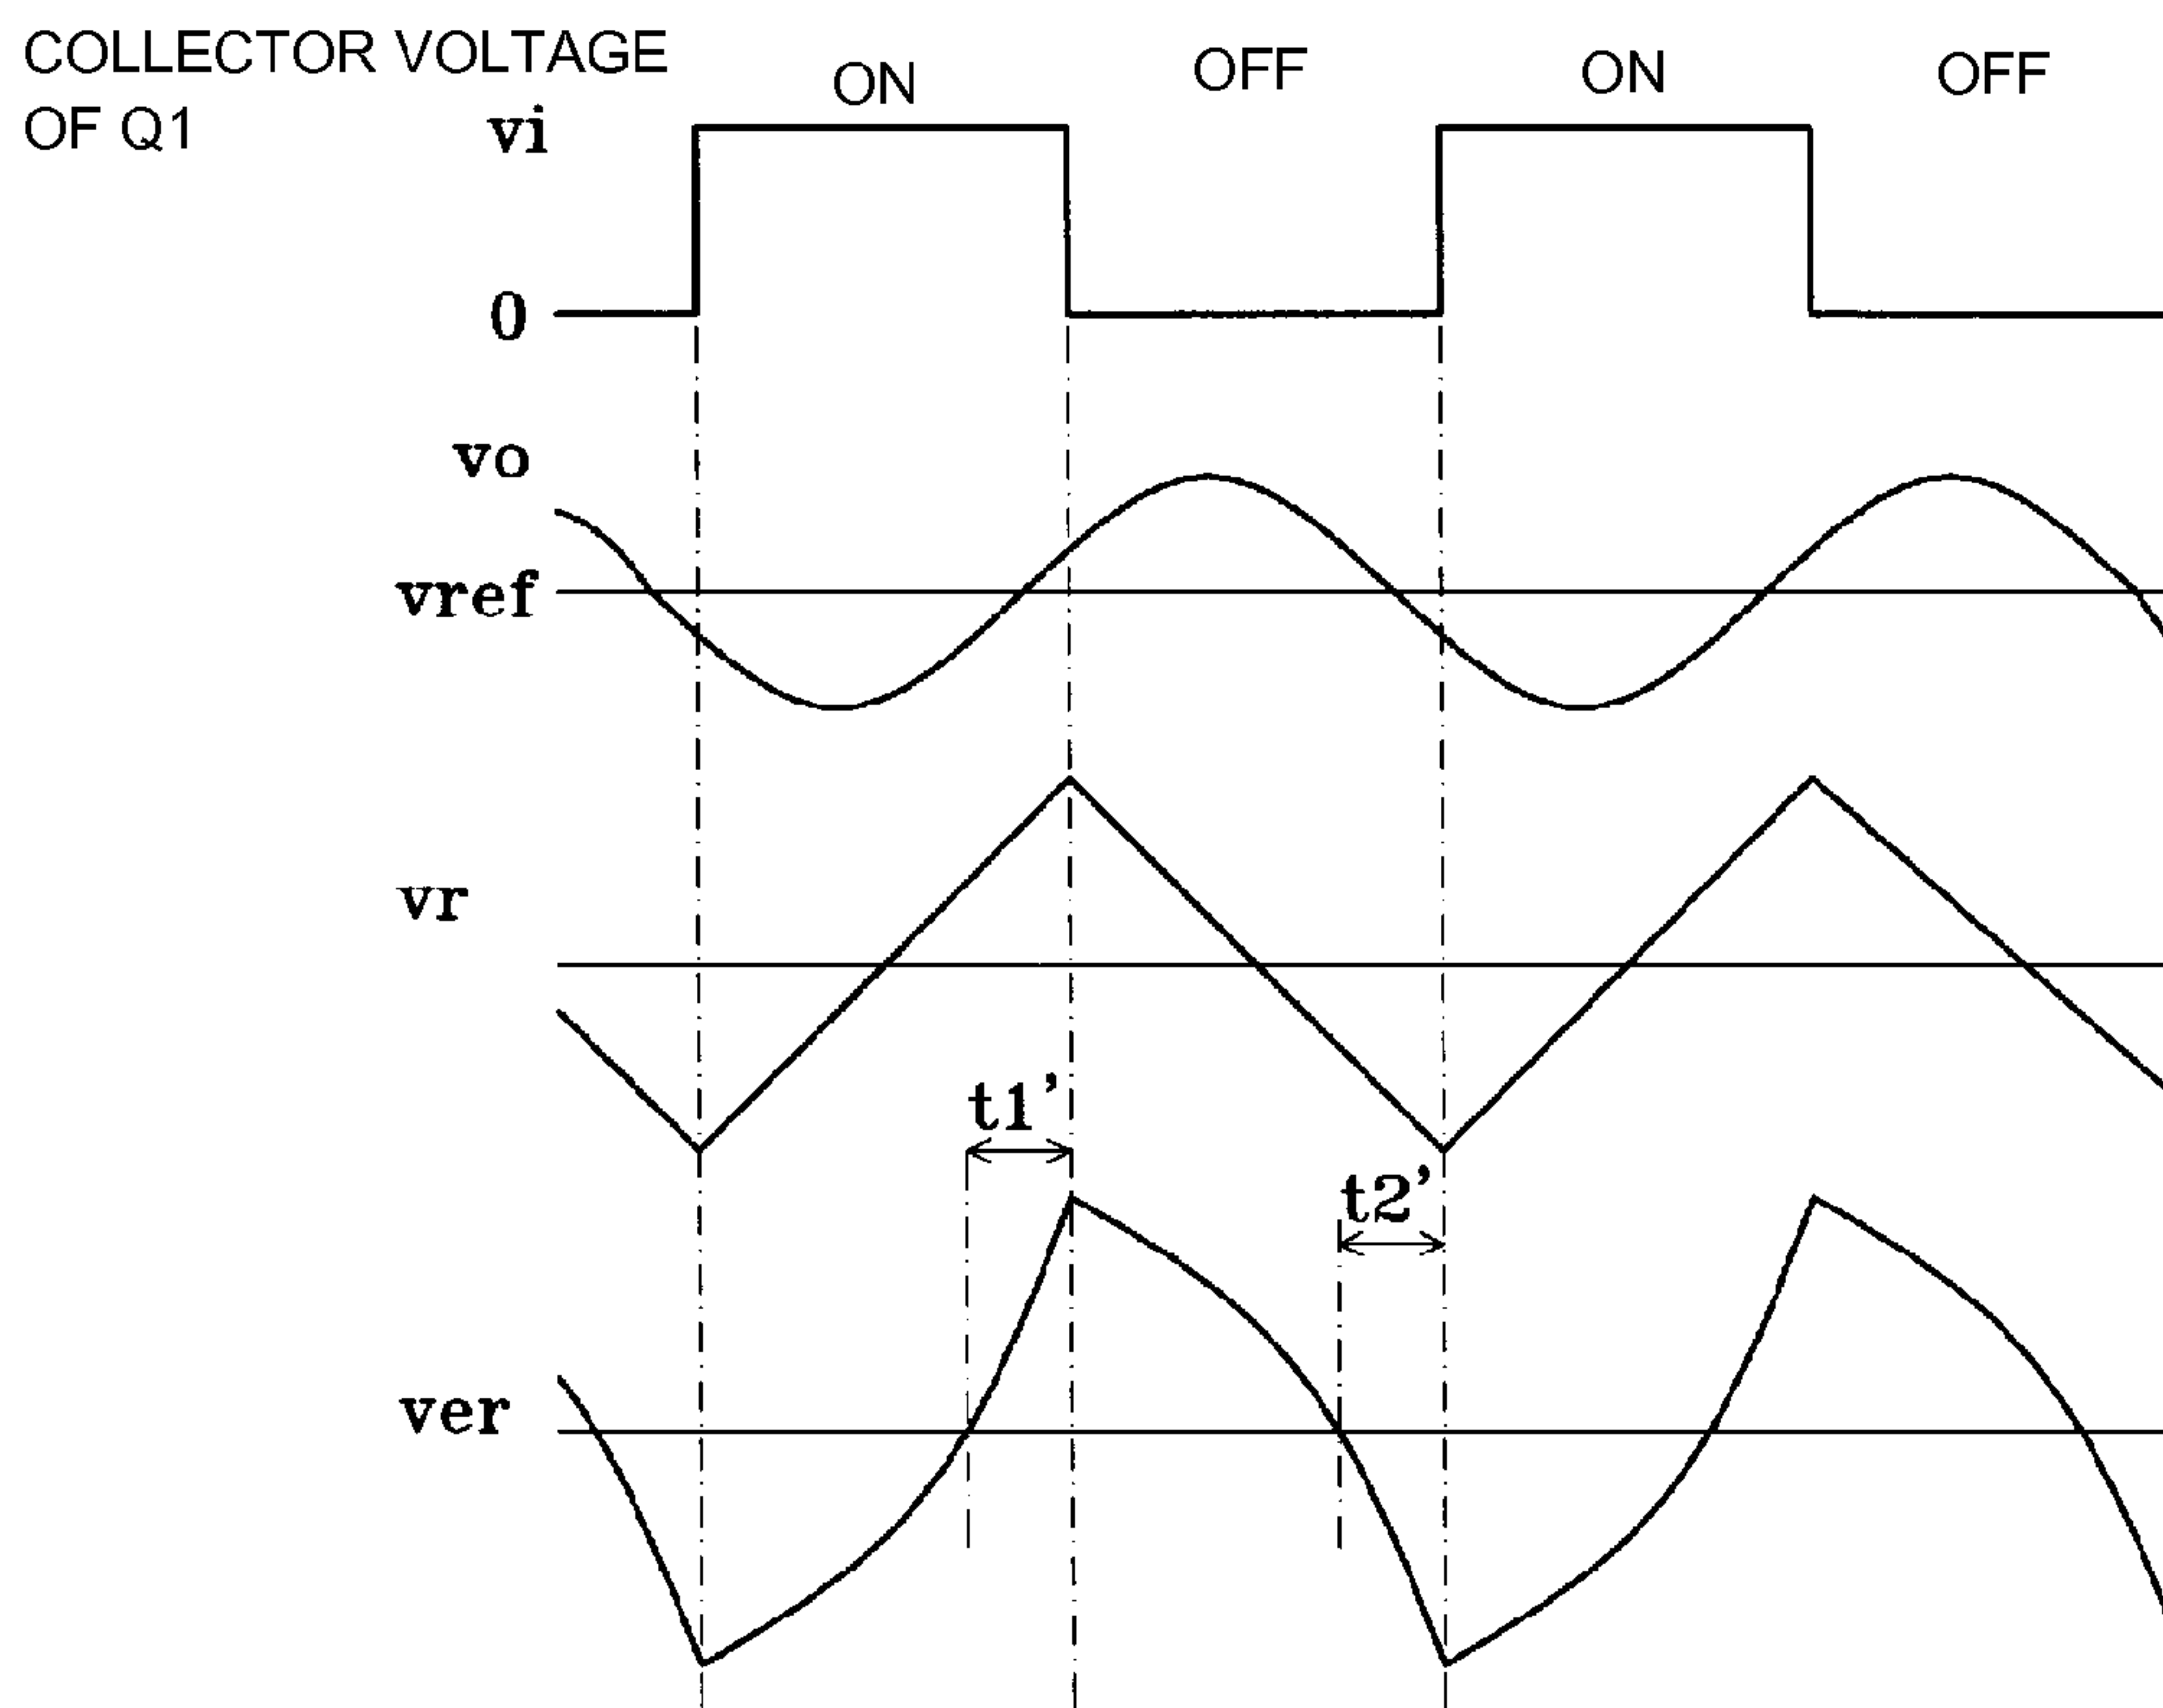 COLLECTOR VOLTAGE
OF Q1
vi
ON
OFF
ON
OFF
0
vo
vref
vr
t1’
t2’
ver